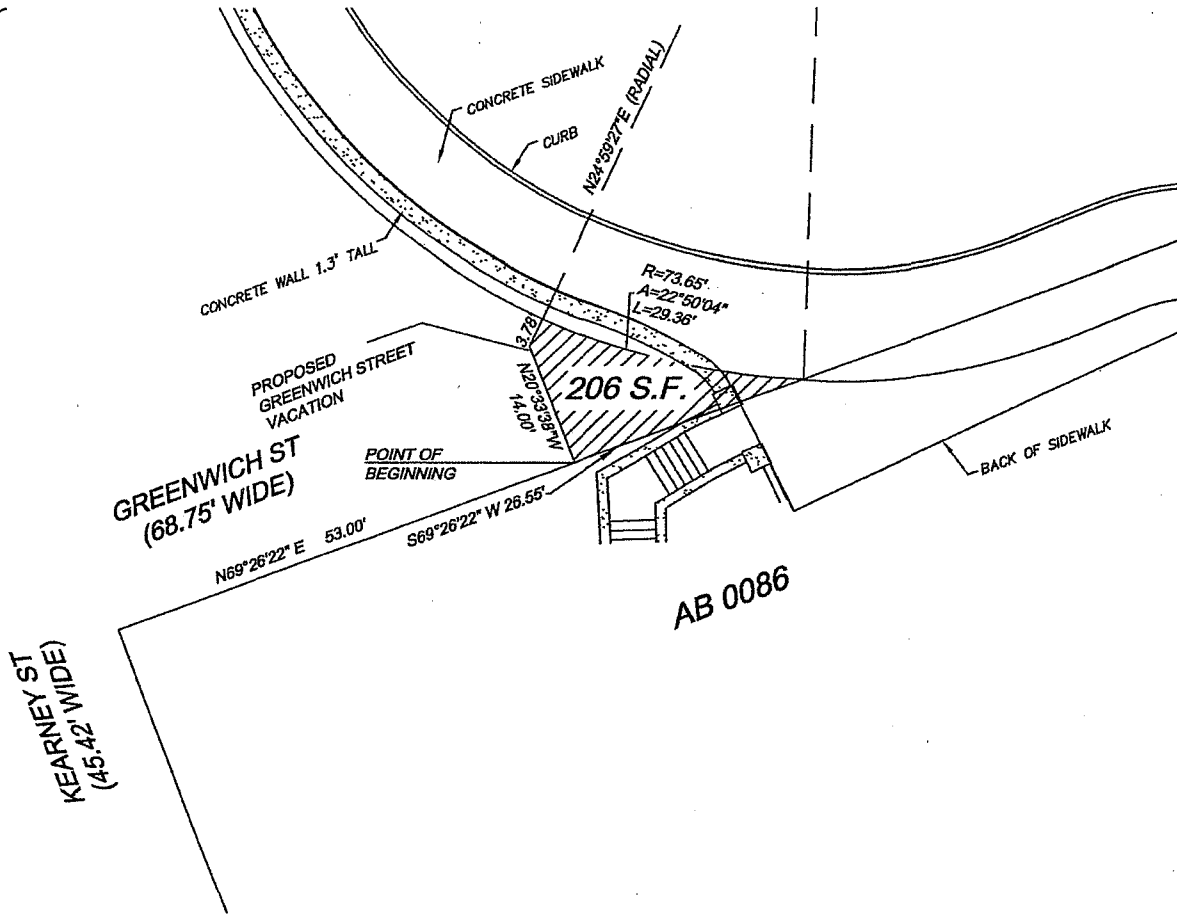 CONCRETE SIDEWALK
CURB
N24°59'27"E (RADIAL)
CONCRETE WALL 1.3' TALL
R=73.65'
A=22°50'04"
L=29.36'
3.78'
PROPOSED
GREENWICH STREET
VACATION
N20°33'38"W
14.00'
206 S.F.
POINT OF
BEGINNING
GREENWICH ST
(68.75' WIDE)
BACK OF SIDEWALK
S69°26'22" W 26.55'
N69°26'22" E 53.00'
AB 0086
KEARNEY ST
(45.42' WIDE)